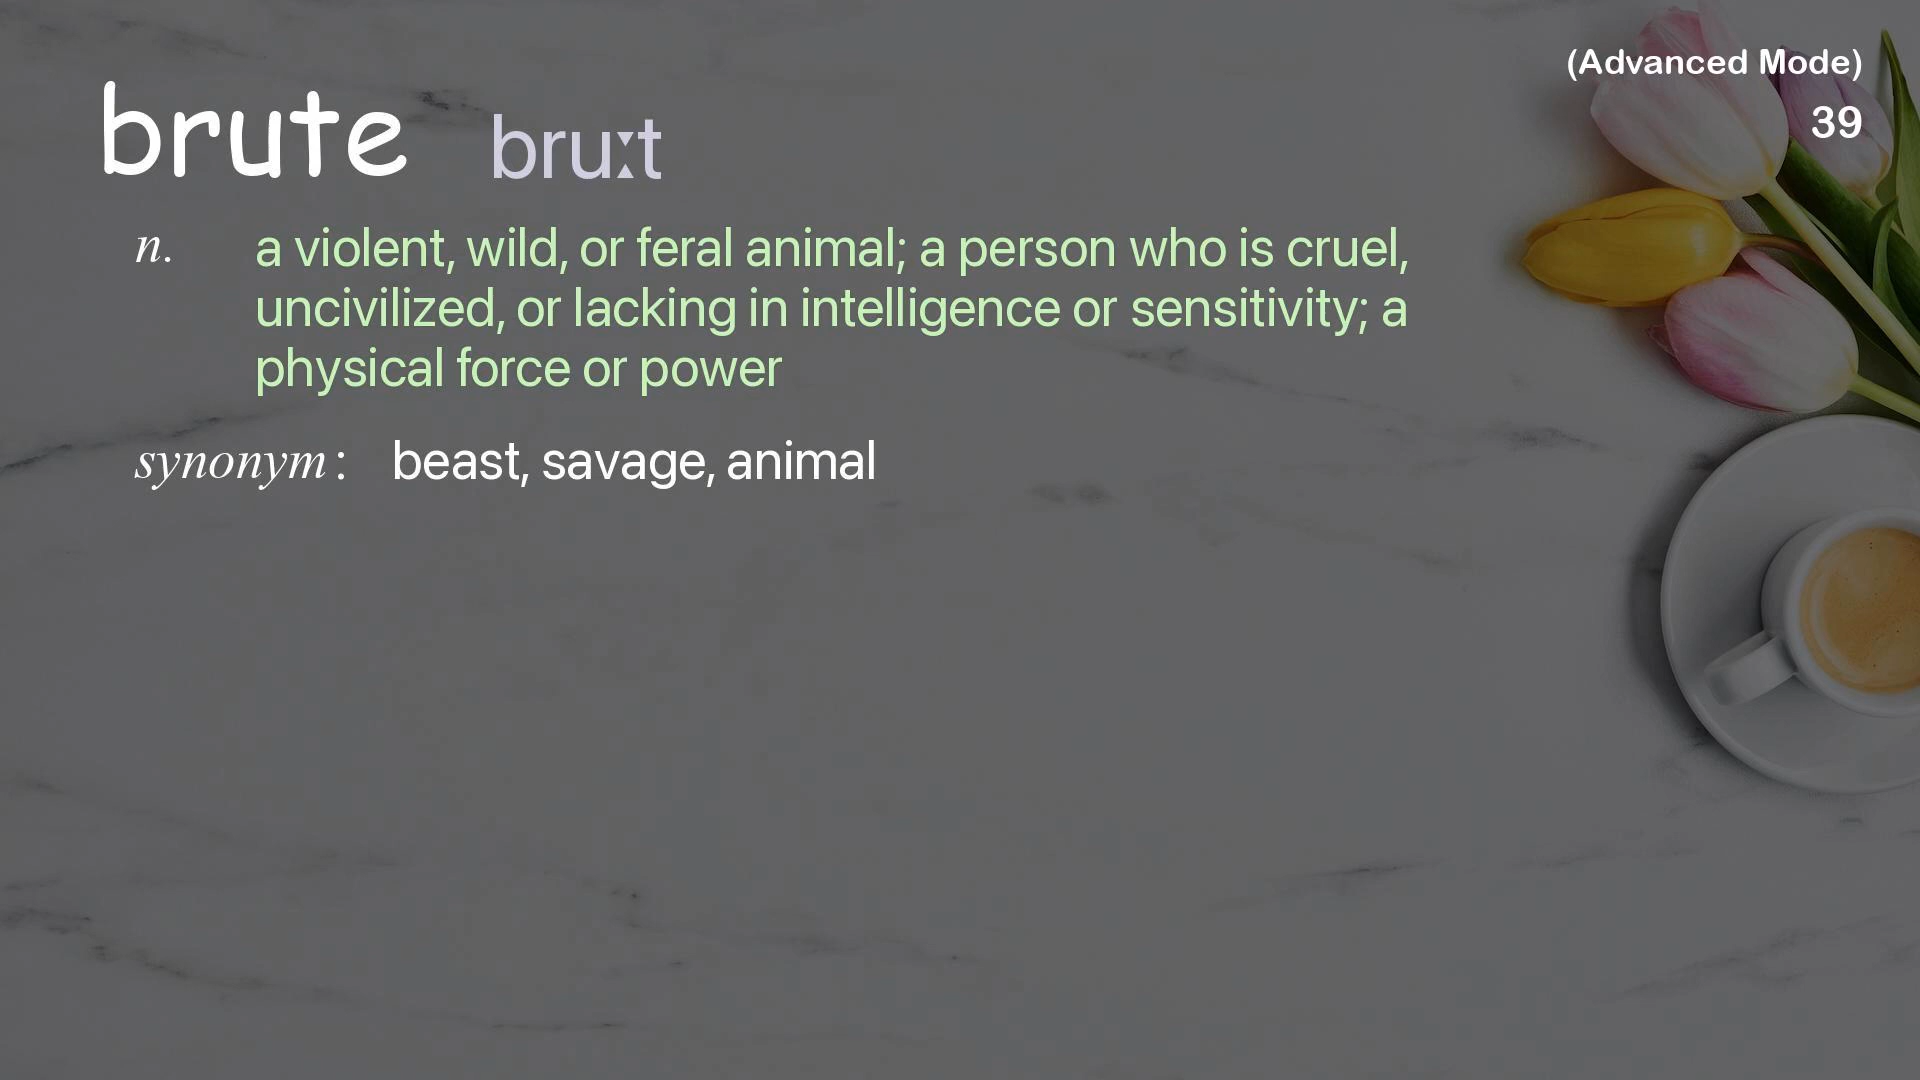 (Advanced Mode)
39
brute bruːt
n. a violent, wild, or feral animal; a person who is cruel,
uncivilized, or lacking in intelligence or sensitivity; a
physical force or power
synonym: beast, savage, animal